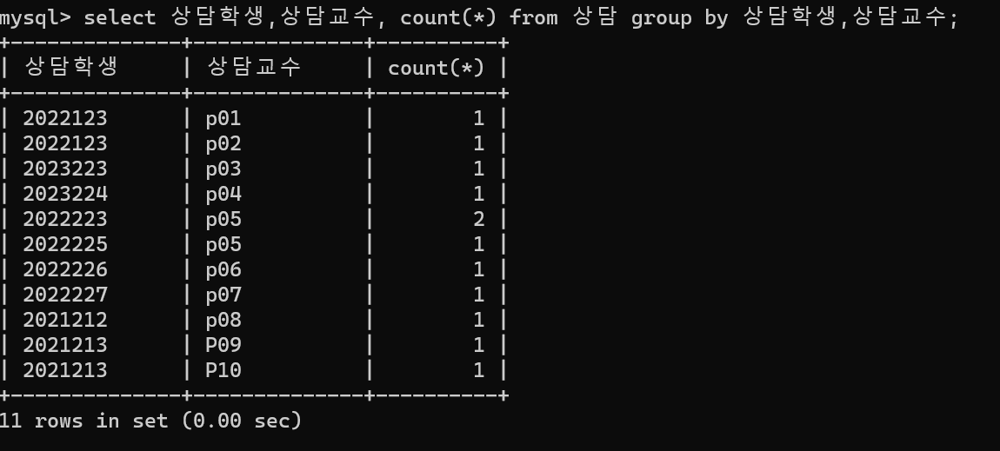 mysql> select 상담학생,상담교수, count(*) from 상담 group by 상담학생,상담교수;
+--------------+--------------+----------+
| 상담학생     | 상담교수     | count(*) |
+--------------+--------------+----------+
| 2022123      | p01          |        1 |
| 2022123      | p02          |        1 |
| 2023223      | p03          |        1 |
| 2023224      | p04          |        1 |
| 2022223      | p05          |        2 |
| 2022225      | p05          |        1 |
| 2022226      | p06          |        1 |
| 2022227      | p07          |        1 |
| 2021212      | p08          |        1 |
| 2021213      | P09          |        1 |
| 2021213      | P10          |        1 |
+--------------+--------------+----------+
11 rows in set (0.00 sec)